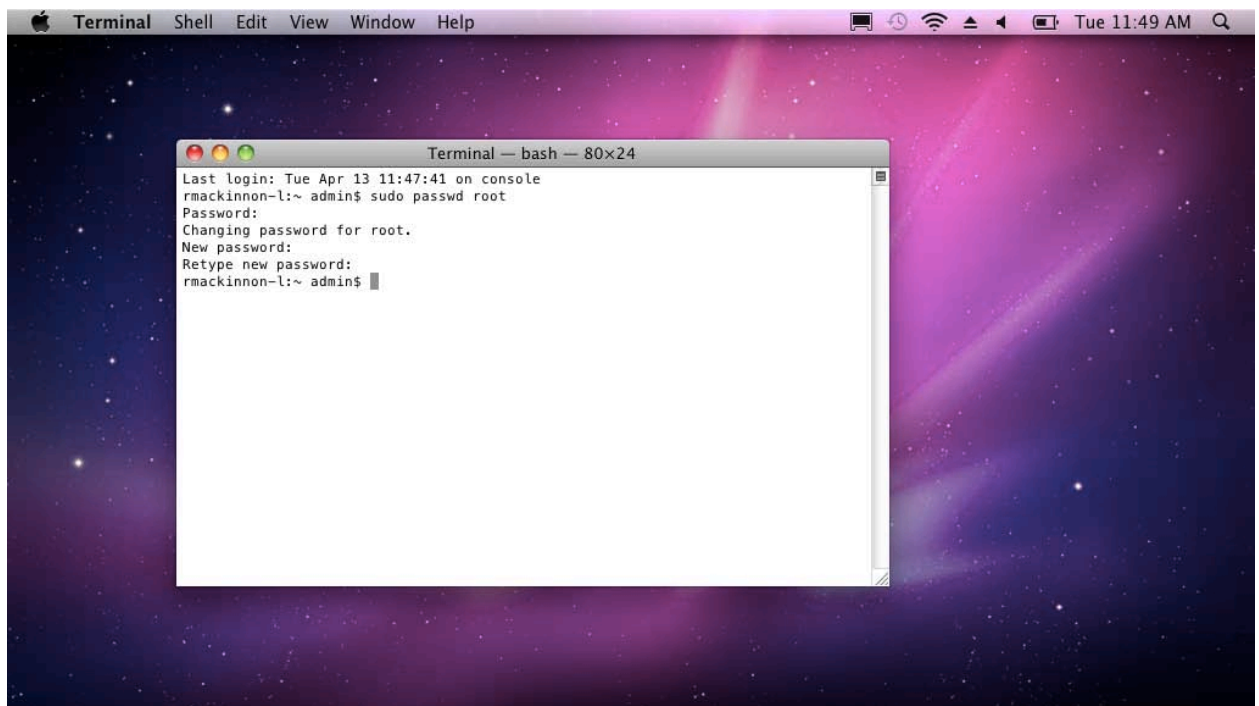 Terminal Shell Edit View Window Help Tue 11:49 AM
Terminal — bash — 80×24
Last login: Tue Apr 13 11:47:41 on console
rmackinnon-l:~ admin$ sudo passwd root
Password:
Changing password for root.
New password:
Retype new password:
rmackinnon-l:~ admin$